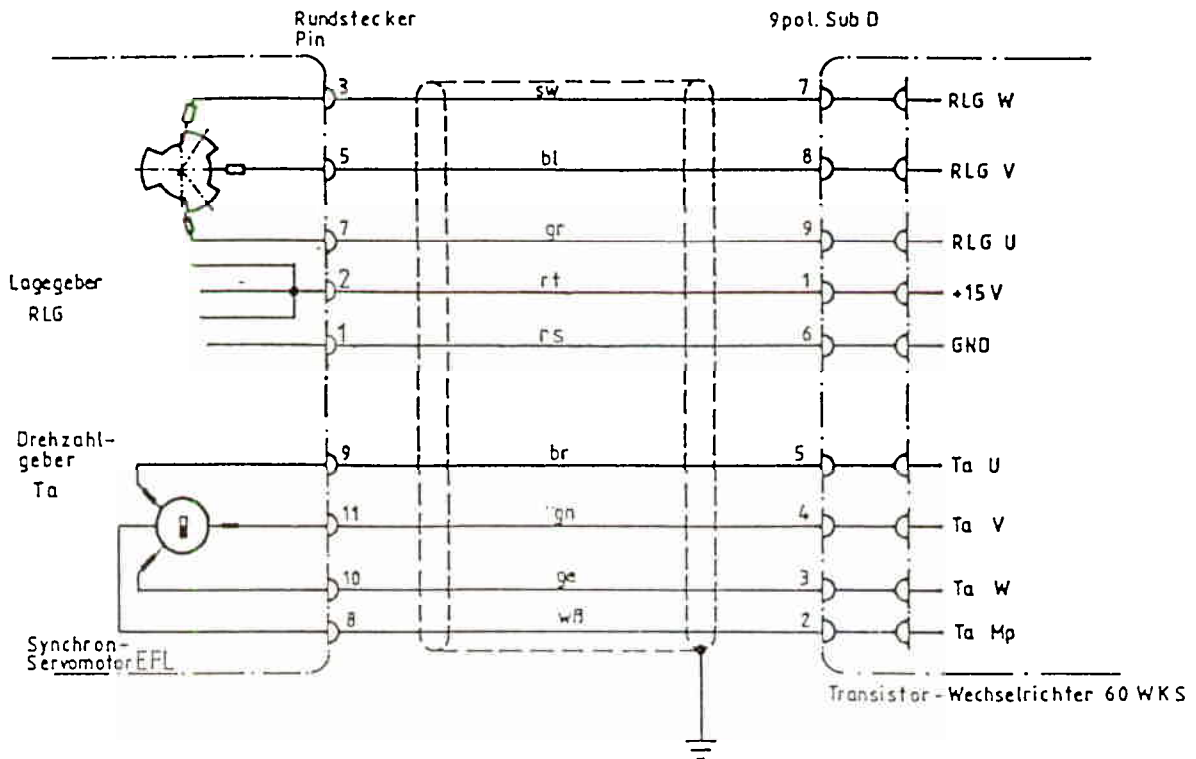 Rundstecker
Pin
9pol. Sub D
3 sw 7 RLG W
5 bl 8 RLG V
7 gr 9 RLG U
Lagegeber
RLG
2 rt 1 +15V
1 rs 6 GND
Drehzahl-
geber
Ta
9 br 5 Ta U
11 gn 4 Ta V
10 ge 3 Ta W
8 wß 2 Ta Mp
Synchron-
Servomotor EFL
Transistor-Wechselrichter 60 WKS